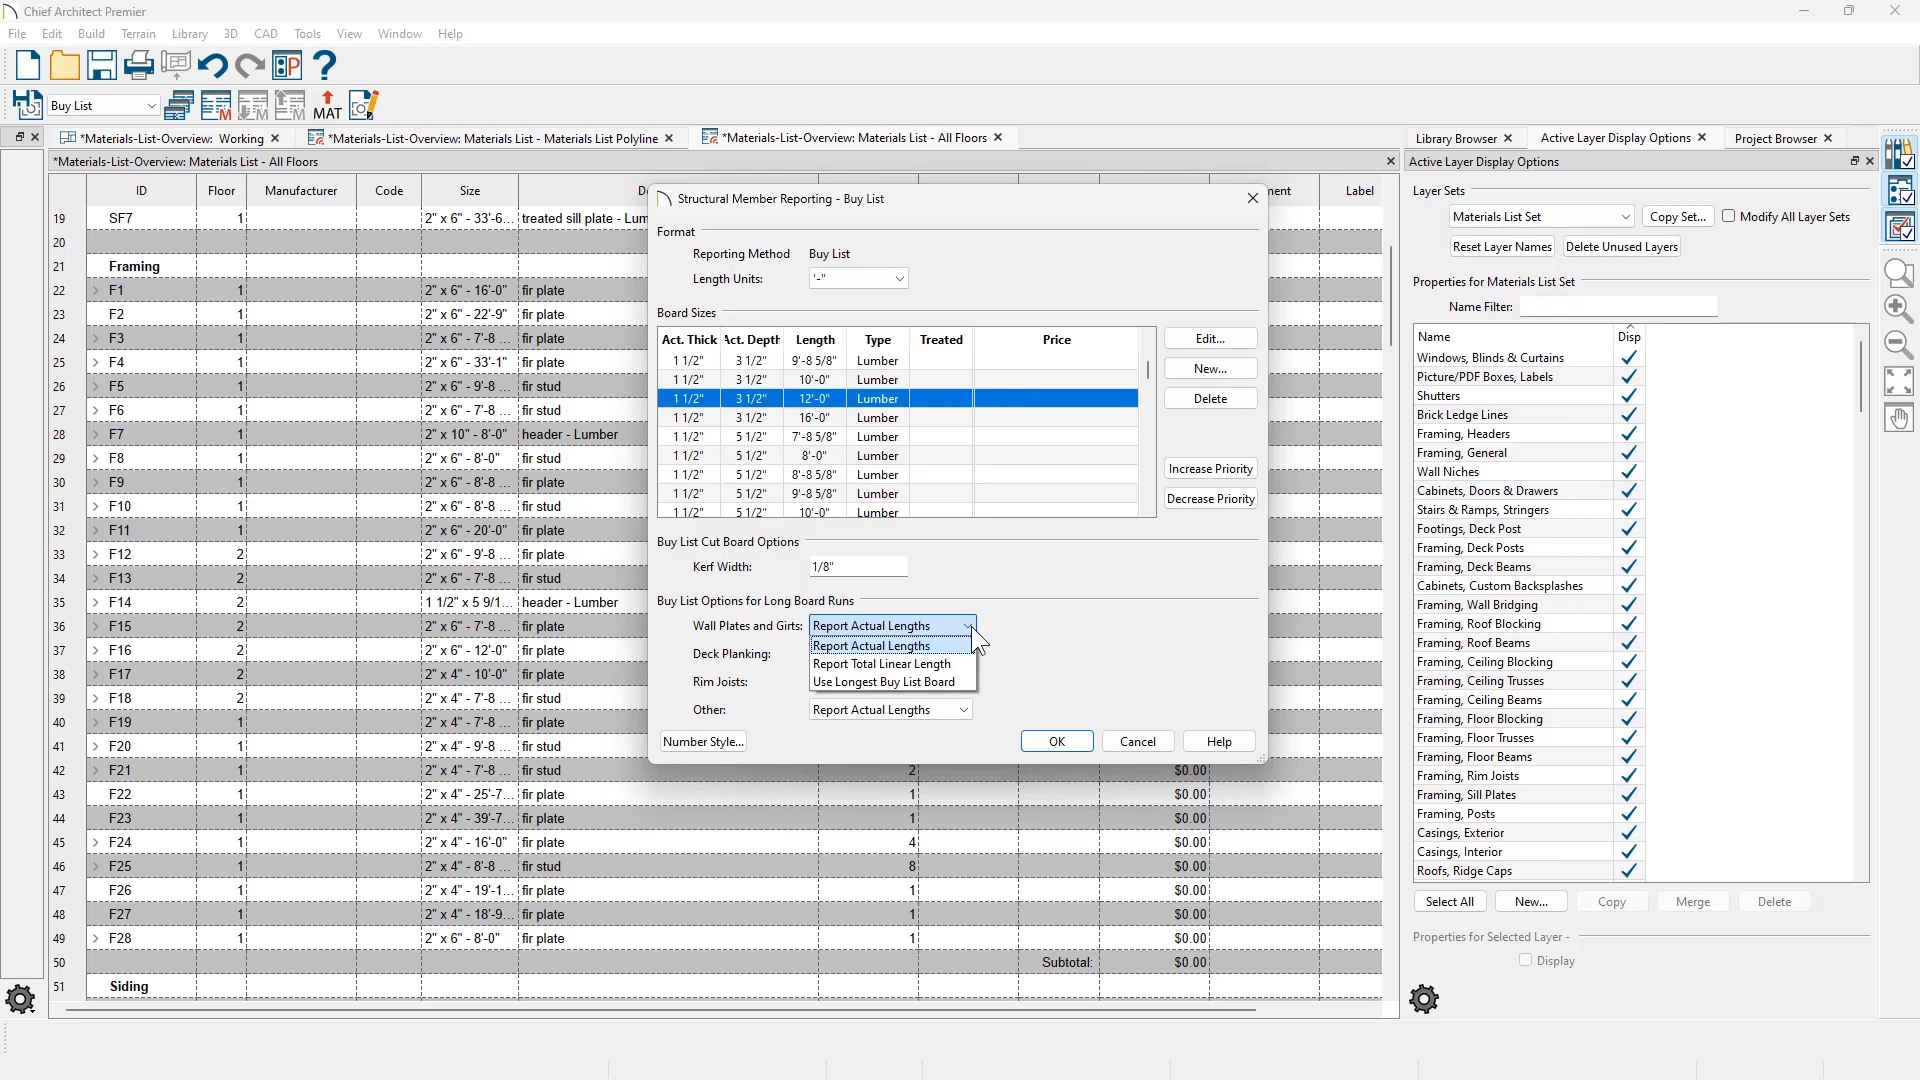 Chief Architect Premier
File Edit Build Terrain Library 3D CAD Tools View Window Help
Buy List
MAT
*Materials-List-Overview: Working
*Materials-List-Overview: Materials List - Materials List Polyline
*Materials-List-Overview: Materials List - All Floors
*Materials-List-Overview: Materials List - All Floors
ID Floor Manufacturer Code Size Label
19 SF7 1 2" x 6" - 33'-6... treated sill plate - Lum
20
21 Framing
22 F1 1 2" x 6" - 16'-0" fir plate
23 F2 1 2" x 6" - 22'-9" fir plate
24 F3 1 2" x 6" - 7'-8 ... fir plate
25 F4 1 2" x 6" - 33'-1" fir plate
26 F5 1 2" x 6" - 9'-8 ... fir stud
27 F6 1 2" x 6" - 7'-8 ... fir stud
28 F7 1 2" x 10" - 8'-0" header - Lumber
29 F8 1 2" x 6" - 8'-0" fir stud
30 F9 1 2" x 6" - 8'-8 ... fir plate
31 F10 1 2" x 6" - 8'-8 ... fir stud
32 F11 1 2" x 6" - 20'-0" fir plate
33 F12 2 2" x 6" - 9'-8 ... fir plate
34 F13 2 2" x 6" - 7'-8 ... fir stud
35 F14 2 1 1/2" x 5 9/1... header - Lumber
36 F15 2 2" x 6" - 7'-8 ... fir plate
37 F16 2 2" x 6" - 12'-0" fir plate
38 F17 2 2" x 4" - 10'-0" fir plate
39 F18 2 2" x 4" - 7'-8 ... fir stud
40 F19 1 2" x 4" - 7'-8 ... fir plate
41 F20 1 2" x 4" - 9'-8 ... fir stud
42 F21 1 2" x 4" - 7'-8 ... fir stud 2 $0.00
43 F22 1 2" x 4" - 25'-7... fir plate 1 $0.00
44 F23 1 2" x 4" - 39'-7... fir plate 1 $0.00
45 F24 1 2" x 4" - 16'-0" fir plate 4 $0.00
46 F25 1 2" x 4" - 8'-8 ... fir stud 8 $0.00
47 F26 1 2" x 4" - 19'-1... fir plate 1 $0.00
48 F27 1 2" x 4" - 18'-9... fir plate 1 $0.00
49 F28 1 2" x 6" - 8'-0" fir plate 1 $0.00
50 Subtotal: $0.00
51 Siding
Structural Member Reporting - Buy List
Format
Reporting Method Buy List
Length Units: '-"
Board Sizes
Act. Thick Act. Depth Length Type Treated Price
1 1/2" 3 1/2" 9'-8 5/8" Lumber
1 1/2" 3 1/2" 10'-0" Lumber
1 1/2" 3 1/2" 12'-0" Lumber
1 1/2" 3 1/2" 16'-0" Lumber
1 1/2" 5 1/2" 7'-8 5/8" Lumber
1 1/2" 5 1/2" 8'-0" Lumber
1 1/2" 5 1/2" 8'-8 5/8" Lumber
1 1/2" 5 1/2" 9'-8 5/8" Lumber
1 1/2" 5 1/2" 10'-0" Lumber
Edit...
New...
Delete
Increase Priority
Decrease Priority
Buy List Cut Board Options
Kerf Width: 1/8"
Buy List Options for Long Board Runs
Wall Plates and Girts: Report Actual Lengths
Report Actual Lengths
Deck Planking:
Report Total Linear Length
Rim Joists:
Use Longest Buy List Board
Other: Report Actual Lengths
Number Style... OK Cancel Help
Library Browser Active Layer Display Options Project Browser
Active Layer Display Options
Layer Sets
Materials List Set Copy Set... Modify All Layer Sets
Reset Layer Names Delete Unused Layers
Properties for Materials List Set
Name Filter:
Name Disp
Windows, Blinds & Curtains
Picture/PDF Boxes, Labels
Shutters
Brick Ledge Lines
Framing, Headers
Framing, General
Wall Niches
Cabinets, Doors & Drawers
Stairs & Ramps, Stringers
Footings, Deck Post
Framing, Deck Posts
Framing, Deck Beams
Cabinets, Custom Backsplashes
Framing, Wall Bridging
Framing, Roof Blocking
Framing, Roof Beams
Framing, Ceiling Blocking
Framing, Ceiling Trusses
Framing, Ceiling Beams
Framing, Floor Blocking
Framing, Floor Trusses
Framing, Floor Beams
Framing, Rim Joists
Framing, Sill Plates
Framing, Posts
Casings, Exterior
Casings, Interior
Roofs, Ridge Caps
Select All New... Copy Merge Delete
Properties for Selected Layer -
Display